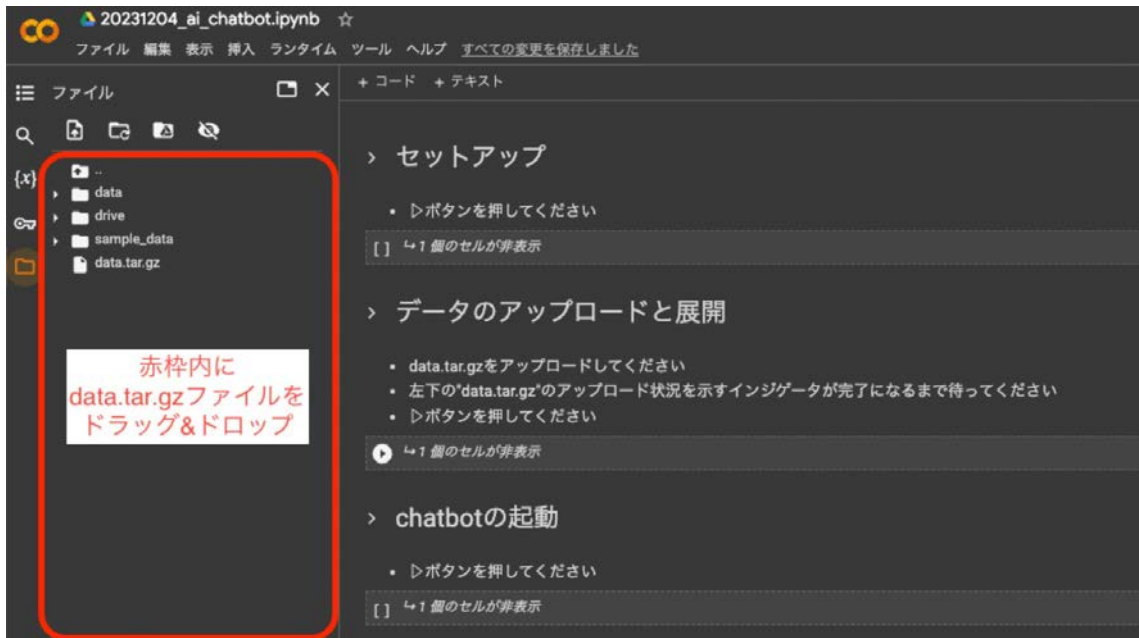 20231204_ai_chatbot.ipynb
ファイル 編集 表示 挿入 ランタイム ツール ヘルプ すべての変更を保存しました
ファイル
+ コード + テキスト
{x}
..
data
drive
sample_data
data.tar.gz
赤枠内に
data.tar.gzファイルを
ドラッグ&ドロップ
セットアップ
• ▷ボタンを押してください
[ ] ↳1 個のセルが非表示
データのアップロードと展開
• data.tar.gzをアップロードしてください
• 左下の"data.tar.gz"のアップロード状況を示すインジゲータが完了になるまで待ってください
• ▷ボタンを押してください
↳1 個のセルが非表示
chatbotの起動
• ▷ボタンを押してください
[ ] ↳1 個のセルが非表示